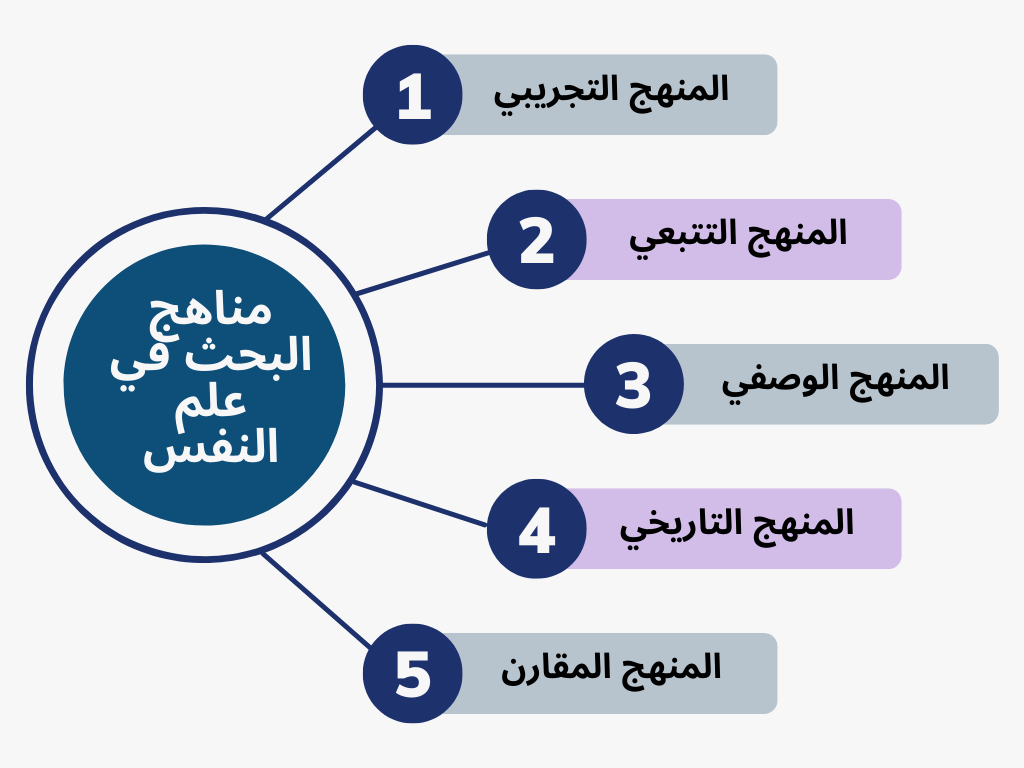 مناهج
البحث في
علم
النفس
1
المنهج التجريبي
2
المنهج التتبعي
3
المنهج الوصفي
4
المنهج التاريخي
5
المنهج المقارن